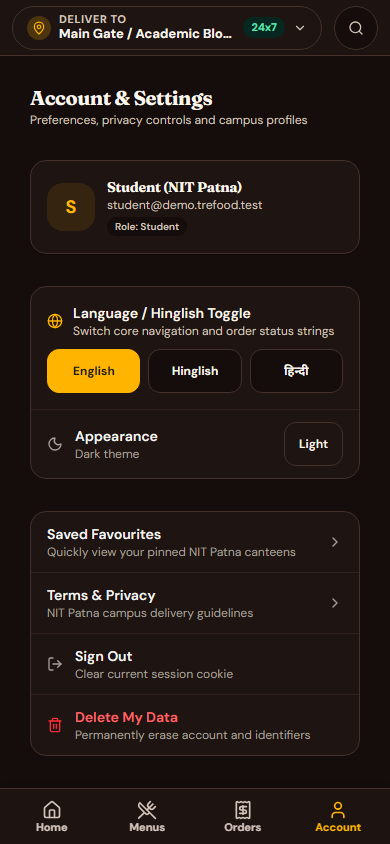 DELIVER TO
Main Gate / Academic Blo...
24x7
Account & Settings
Preferences, privacy controls and campus profiles
S
Student (NIT Patna)
student@demo.trefood.test
Role: Student
Language / Hinglish Toggle
Switch core navigation and order status strings
English
Hinglish
हिन्दी
Appearance
Dark theme
Light
Saved Favourites
Quickly view your pinned NIT Patna canteens
Terms & Privacy
NIT Patna campus delivery guidelines
Sign Out
Clear current session cookie
Delete My Data
Permanently erase account and identifiers
Home
Menus
Orders
Account